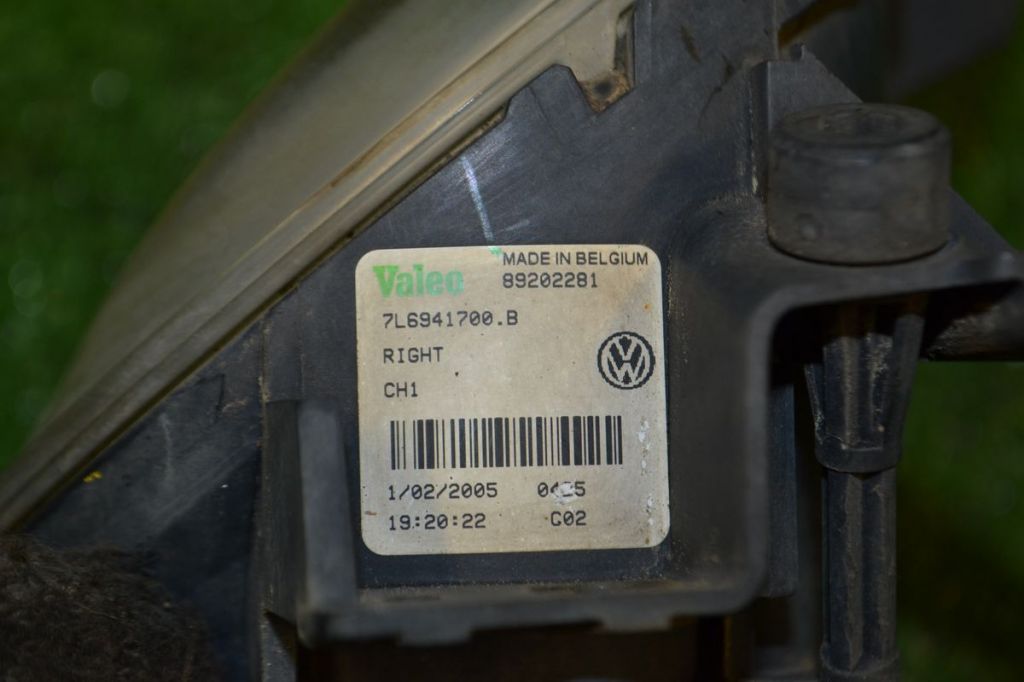 Valeo MADE IN BELGIUM
89202281
7L6941700.B
RIGHT
CH1
1/02/2005
19:20:22 C02